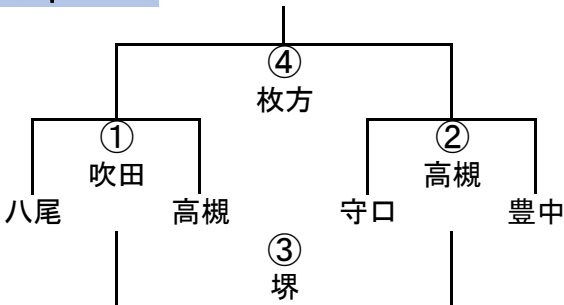 ④
枚方
① ②
吹田 高槻
八尾 高槻 守口 豊中
③
堺